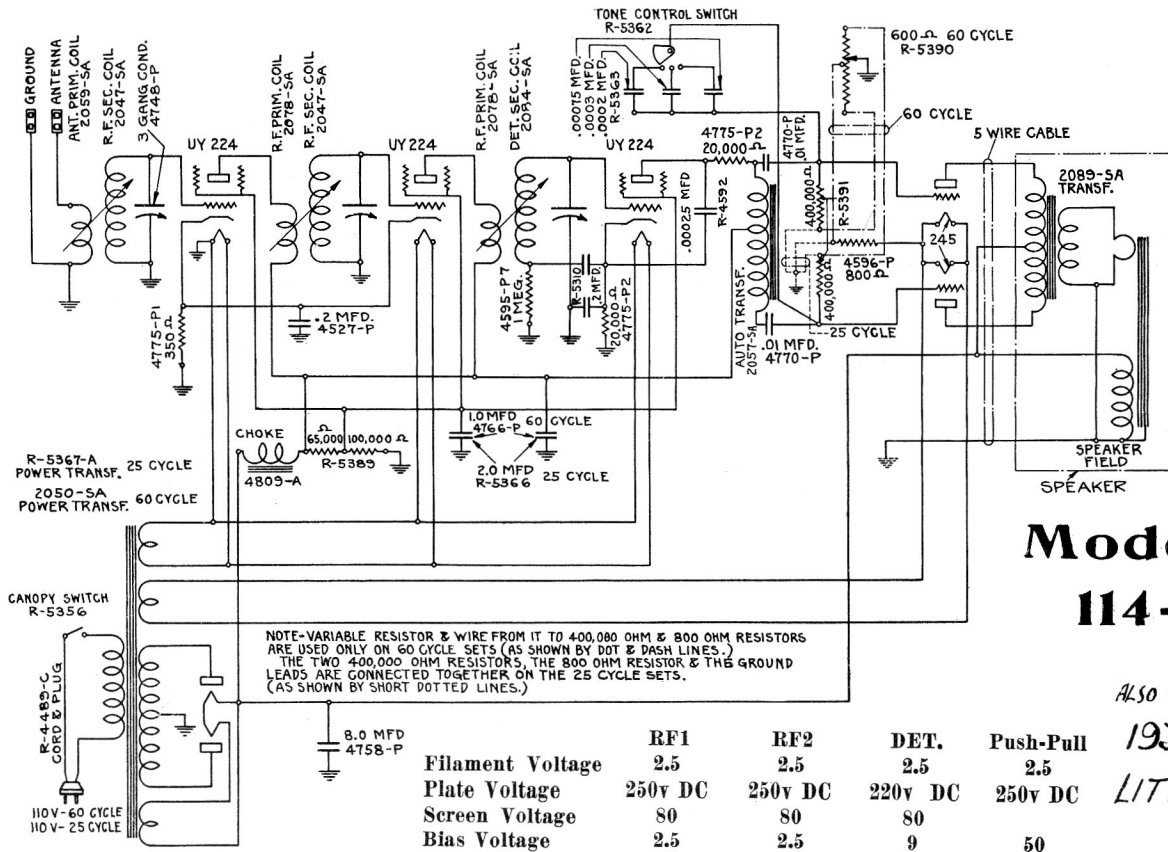 TONE CONTROL SWITCH
R-5362
600 Ω 60 CYCLE
R-5390
GROUND
ANTENNA
ANT. PRIM. COIL
2059-SA
R.F. SEC. COIL
2047-SA
3 GANG COND.
4748-P
UY 224
R.F. PRIM. COIL
2078-SA
R.F. SEC. COIL
2047-SA
UY 224
R.F. PRIM. COIL
2078-SA
DET. SEC. COIL
2084-SA
UY 224
.00075 MFD.
.0003 MFD.
.0002 MFD.
R-5363
4775-P2
20,000 Ω
4770-P
.01 MFD.
60 CYCLE
5 WIRE CABLE
2089-SA
TRANSF.
.00025 MFD
R-4592
400,000 Ω
R-5391
245
4596-P
800 Ω
400,000 Ω
25 CYCLE
4775-P1
350 Ω
.2 MFD.
4527-P
4595-P7
1 MEG.
R-5310
.2 MFD.
20,000 Ω
4775-P2
AUTO TRANSF.
2057-SA
.01 MFD.
4770-P
CHOKE
4809-A
65,000 Ω
100,000 Ω
R-5389
1.0 MFD
4766-P
60 CYCLE
2.0 MFD
R-5366
25 CYCLE
SPEAKER
FIELD
SPEAKER
R-5367-A
POWER TRANSF.
25 CYCLE
2050-SA
POWER TRANSF.
60 CYCLE
CANOPY SWITCH
R-5356
R-4489-C
CORD & PLUG
110 V-60 CYCLE
110 V-25 CYCLE
NOTE-VARIABLE RESISTOR & WIRE FROM IT TO 400,000 OHM & 800 OHM RESISTORS
ARE USED ONLY ON 60 CYCLE SETS (AS SHOWN BY DOT & DASH LINES.)
THE TWO 400,000 OHM RESISTORS, THE 800 OHM RESISTOR & THE GROUND
LEADS ARE CONNECTED TOGETHER ON THE 25 CYCLE SETS.
(AS SHOWN BY SHORT DOTTED LINES.)
8.0 MFD
4758-P
Mode
114-
ALSO
193
LIT
RF1 RF2 DET. Push-Pull
Filament Voltage 2.5 2.5 2.5 2.5
Plate Voltage 250v DC 250v DC 220v DC 250v DC
Screen Voltage 80 80 80
Bias Voltage 2.5 2.5 9 50